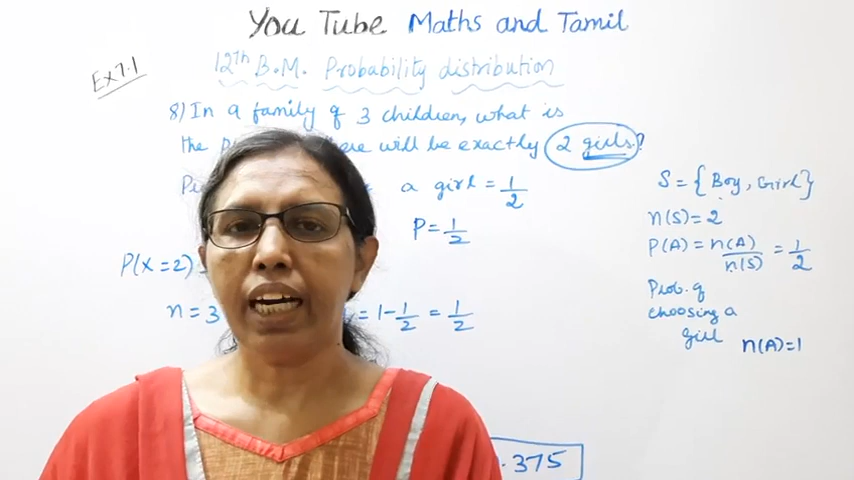 You Tube Maths and Tamil
Ex 7.1
12th B.M. Probability distribution
8) In a family of 3 children, what is
the will be exactly 2 girls.?
a girl = 1/2
P = 1/2
P(X = 2)
n = 3 = 1 - 1/2 = 1/2
.375
S = { Boy, Girl }
n(S) = 2
P(A) = n(A)/n(S) = 1/2
Prob. of
choosing a
girl n(A) = 1